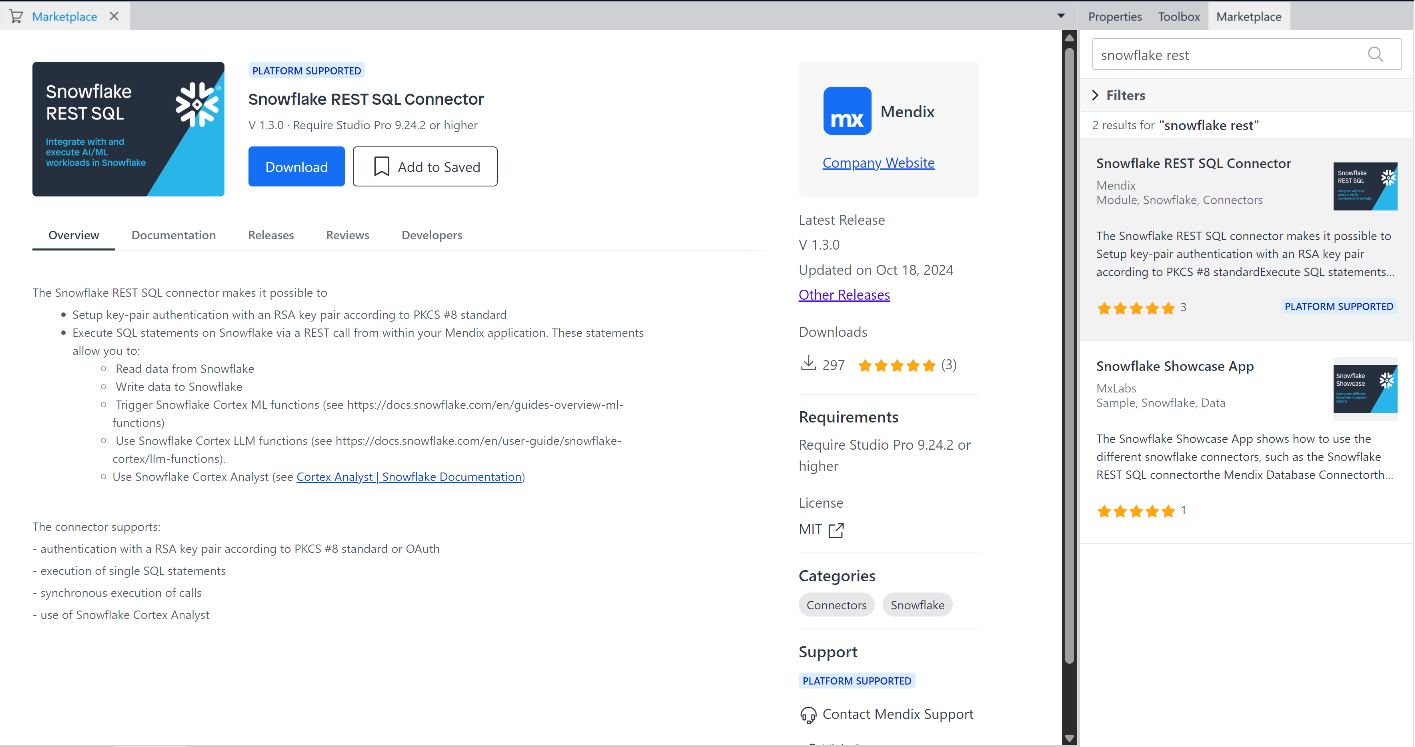 Marketplace
Properties
Toolbox
Marketplace
Snowflake
REST SQL
Integrate with and
execute AI/ML
workloads in Snowflake
PLATFORM SUPPORTED
Snowflake REST SQL Connector
V 1.3.0 · Require Studio Pro 9.24.2 or higher
Download
Add to Saved
Overview
Documentation
Releases
Reviews
Developers
The Snowflake REST SQL connector makes it possible to
• Setup key-pair authentication with an RSA key pair according to PKCS #8 standard
• Execute SQL statements on Snowflake via a REST call from within your Mendix application. These statements
allow you to:
○ Read data from Snowflake
○ Write data to Snowflake
○ Trigger Snowflake Cortex ML functions (see https://docs.snowflake.com/en/guides-overview-ml-
functions)
○ Use Snowflake Cortex LLM functions (see https://docs.snowflake.com/en/user-guide/snowflake-
cortex/llm-functions).
○ Use Snowflake Cortex Analyst (see Cortex Analyst | Snowflake Documentation)
The connector supports:
- authentication with a RSA key pair according to PKCS #8 standard or OAuth
- execution of single SQL statements
- synchronous execution of calls
- use of Snowflake Cortex Analyst
mx
Mendix
Company Website
Latest Release
V 1.3.0
Updated on Oct 18, 2024
Other Releases
Downloads
297
(3)
Requirements
Require Studio Pro 9.24.2 or
higher
License
MIT
Categories
Connectors
Snowflake
Support
PLATFORM SUPPORTED
Contact Mendix Support
snowflake rest
Filters
2 results for "snowflake rest"
Snowflake REST SQL Connector
Mendix
Module, Snowflake, Connectors
Snowflake
REST SQL
The Snowflake REST SQL connector makes it possible to
Setup key-pair authentication with an RSA key pair
according to PKCS #8 standardExecute SQL statements...
3
PLATFORM SUPPORTED
Snowflake Showcase App
MxLabs
Sample, Snowflake, Data
Snowflake
Showcase
The Snowflake Showcase App shows how to use the
different snowflake connectors, such as the Snowflake
REST SQL connectorthe Mendix Database Connectorth...
1